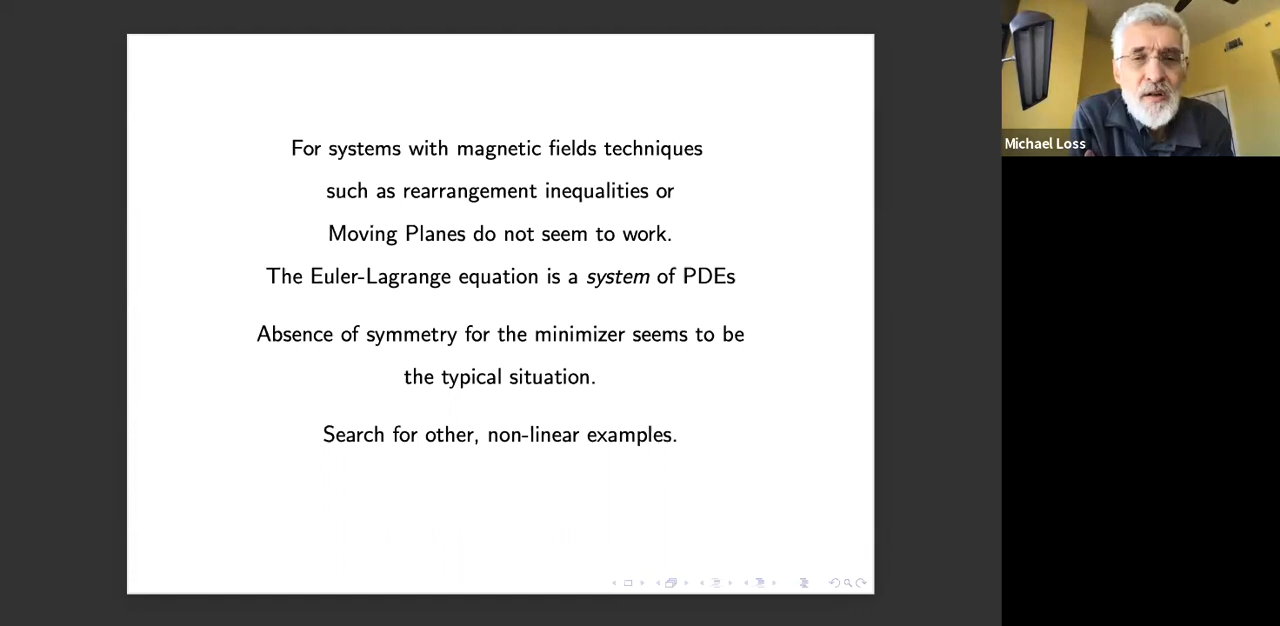 For systems with magnetic fields techniques
such as rearrangement inequalities or
Moving Planes do not seem to work.
The Euler-Lagrange equation is a system of PDEs
Absence of symmetry for the minimizer seems to be
the typical situation.
Search for other, non-linear examples.
Michael Loss